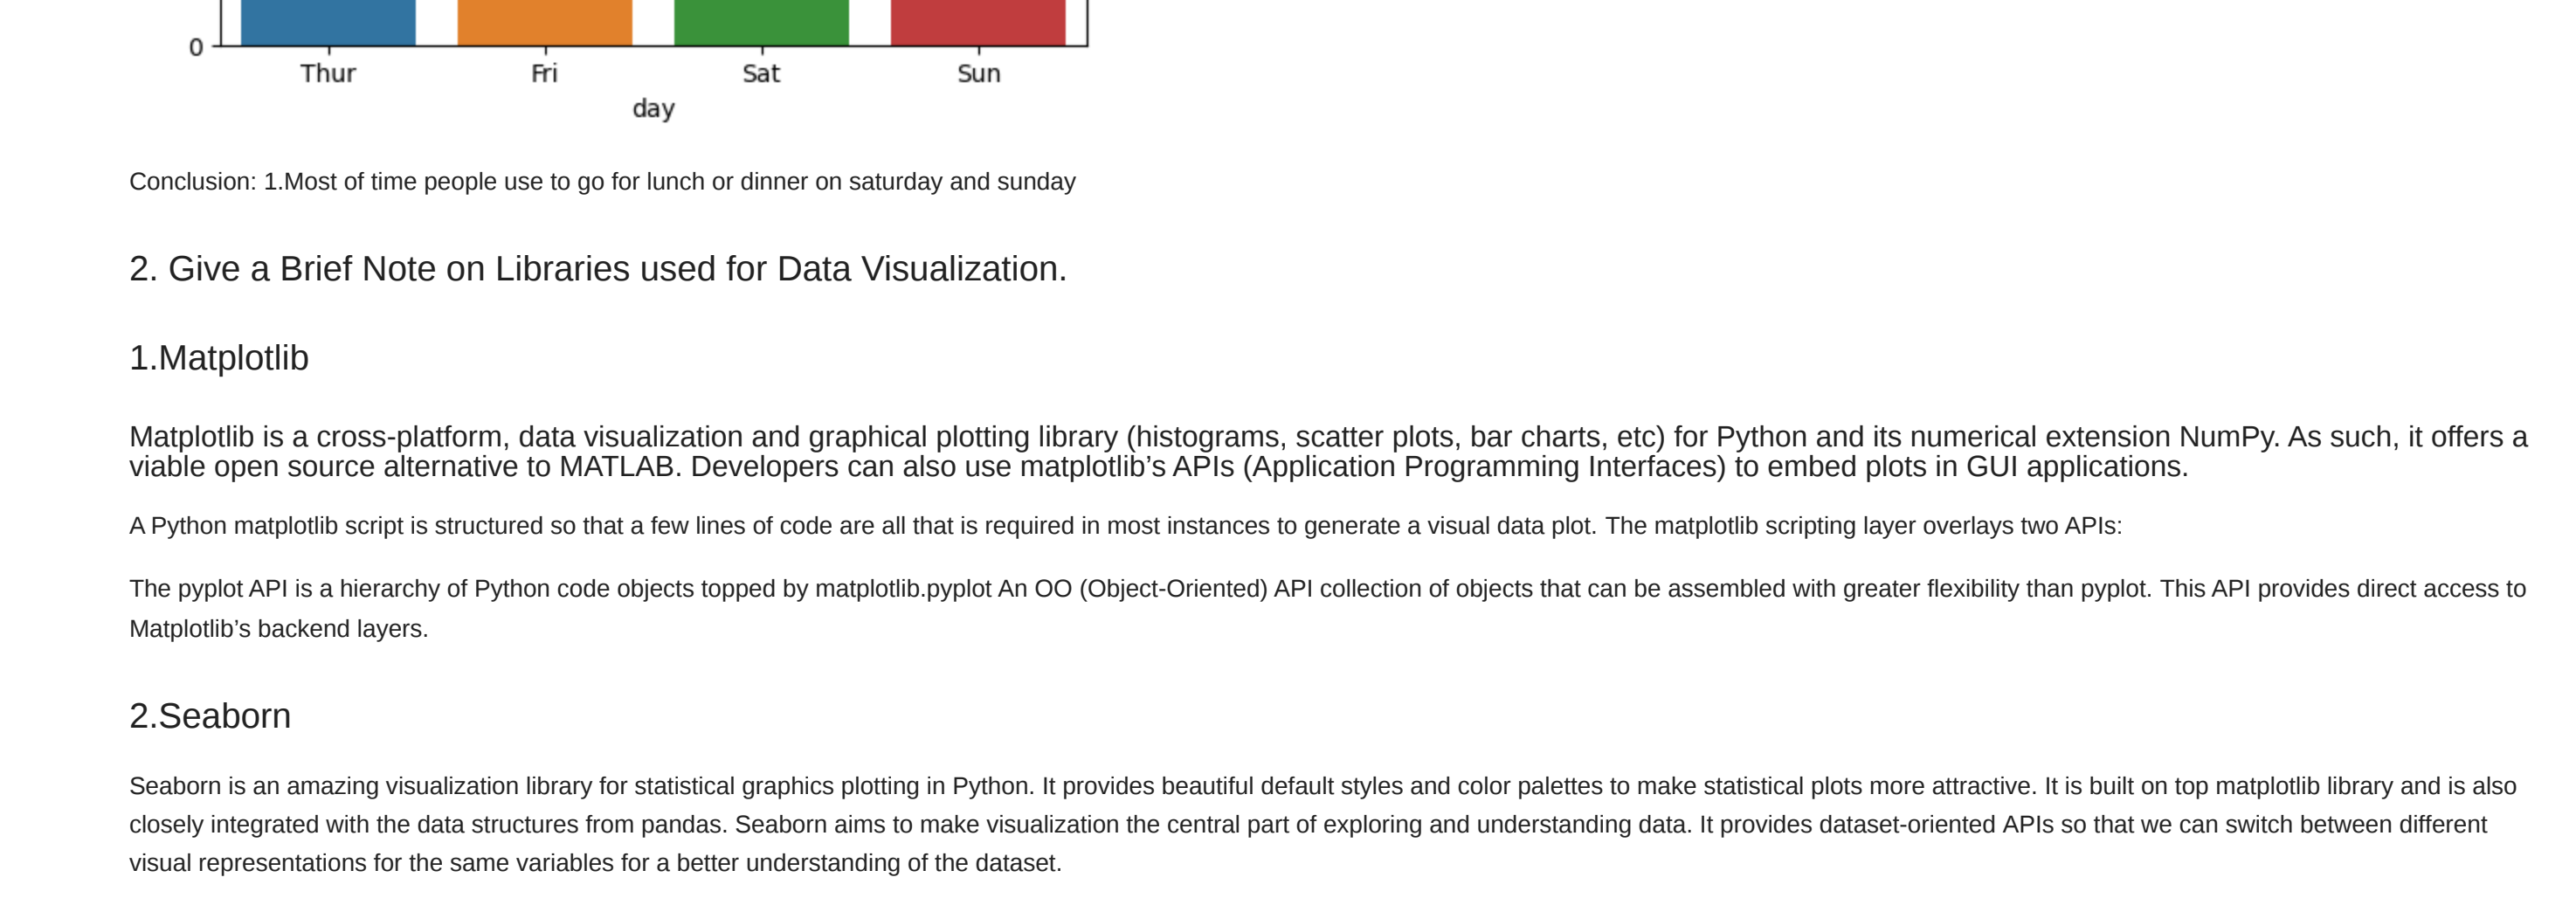 0
Thur Fri Sat Sun
day
Conclusion: 1.Most of time people use to go for lunch or dinner on saturday and sunday
2. Give a Brief Note on Libraries used for Data Visualization.
1.Matplotlib
Matplotlib is a cross-platform, data visualization and graphical plotting library (histograms, scatter plots, bar charts, etc) for Python and its numerical extension NumPy. As such, it offers a
viable open source alternative to MATLAB. Developers can also use matplotlib’s APIs (Application Programming Interfaces) to embed plots in GUI applications.
A Python matplotlib script is structured so that a few lines of code are all that is required in most instances to generate a visual data plot. The matplotlib scripting layer overlays two APIs:
The pyplot API is a hierarchy of Python code objects topped by matplotlib.pyplot An OO (Object-Oriented) API collection of objects that can be assembled with greater flexibility than pyplot. This API provides direct access to
Matplotlib’s backend layers.
2.Seaborn
Seaborn is an amazing visualization library for statistical graphics plotting in Python. It provides beautiful default styles and color palettes to make statistical plots more attractive. It is built on top matplotlib library and is also
closely integrated with the data structures from pandas. Seaborn aims to make visualization the central part of exploring and understanding data. It provides dataset-oriented APIs so that we can switch between different
visual representations for the same variables for a better understanding of the dataset.